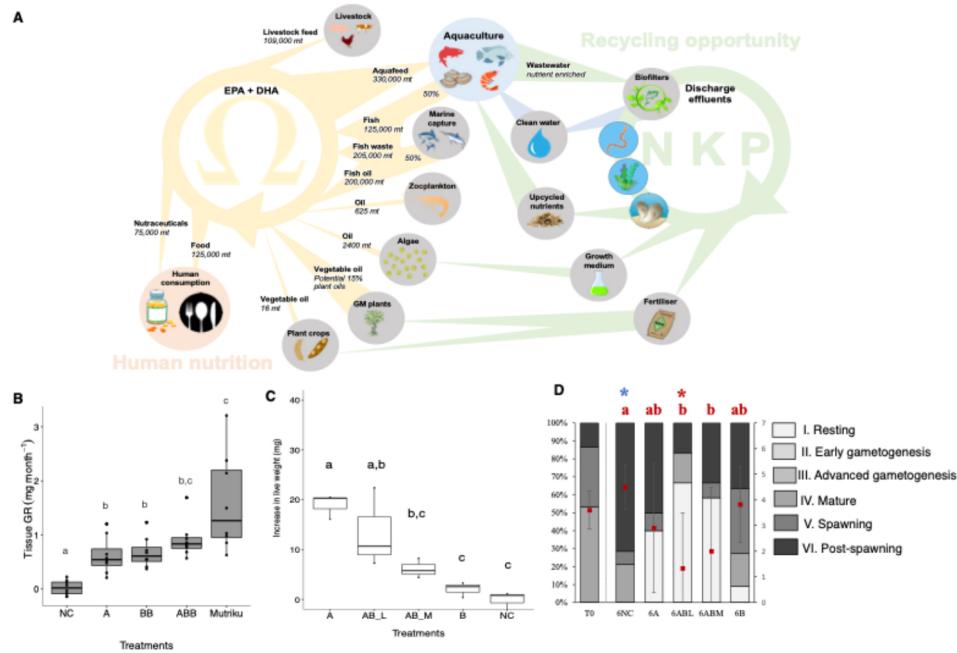 A
Livestock
Livestock feed
109,000 mt
Aquaculture
Recycling opportunity
Aquafeed
330,000 mt
Wastewater
nutrient enriched
Biofilters
Discharge
effluents
EPA + DHA
50%
Ω
Fish
125,000 mt
Marine
capture
Clean water
N K P
Fish waste
205,000 mt
50%
Fish oil
200,000 mt
Zooplankton
Oil
625 mt
Upcycled
nutrients
Nutraceuticals
75,000 mt
Food
125,000 mt
Oil
2400 mt
Algae
Growth
medium
Human
consumption
Vegetable oil
Potential 15%
plant oils
Vegetable oil
16 mt
GM plants
Fertiliser
Plant crops
Human nutrition
B
Tissue GR (mg month⁻¹)
3
2
1
0
a
b
b
b,c
c
NC
A
BB
ABB
Mutriku
Treatments
C
Increase in live weight (mg)
40
30
20
10
0
a
a,b
b,c
c
c
A
AB_L
AB_M
B
NC
Treatments
D
*
*
a
ab
b
b
ab
100%
90%
80%
70%
60%
50%
40%
30%
20%
10%
0%
7
6
5
4
3
2
1
0
T0
6NC
6A
6ABL
6ABM
6B
I. Resting
II. Early gametogenesis
III. Advanced gametogenesis
IV. Mature
V. Spawning
VI. Post-spawning